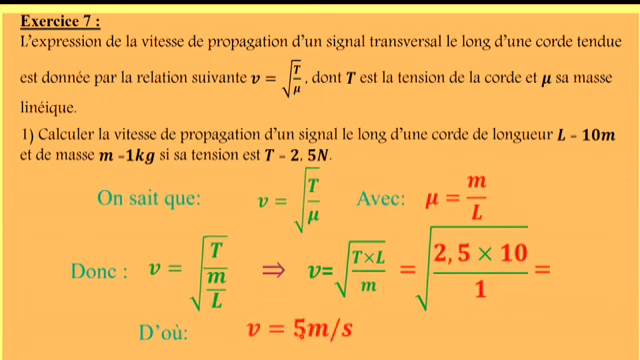 Exercice 7 :
L'expression de la vitesse de propagation d'un signal transversal le long d'une corde tendue
est donnée par la relation suivante v = √(T/μ), dont T est la tension de la corde et μ sa masse
linéique.
1) Calculer la vitesse de propagation d'un signal le long d'une corde de longueur L = 10m
et de masse m =1kg si sa tension est T = 2,5N.
On sait que: v = √(T/μ) Avec: μ = m/L
Donc : v = √(T/(m/L)) ⇒ v= √(T×L/m) = √(2,5 × 10/1) =
D'où: v = 5m/s